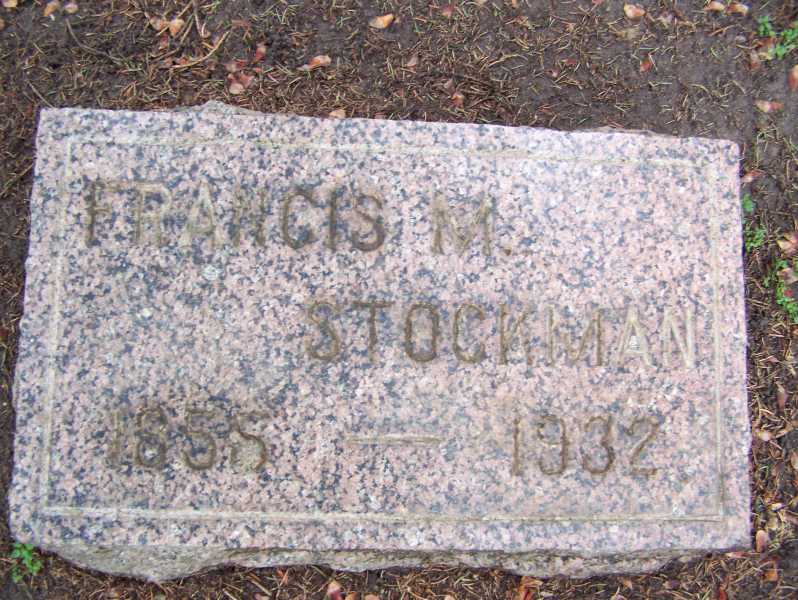 FRANCIS M.
STOCKMAN
1855 — 1932.